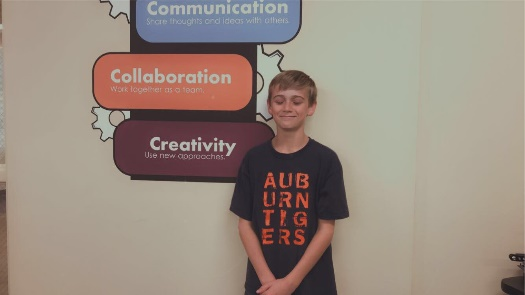 Communication
Share thoughts and ideas with others.
Collaboration
Work together as a team.
Creativity
Use new approaches.
AUB
URN
TIG
ERS